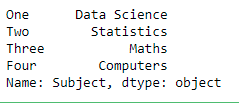 One      Data Science
Two        Statistics
Three           Maths
Four        Computers
Name: Subject, dtype: object